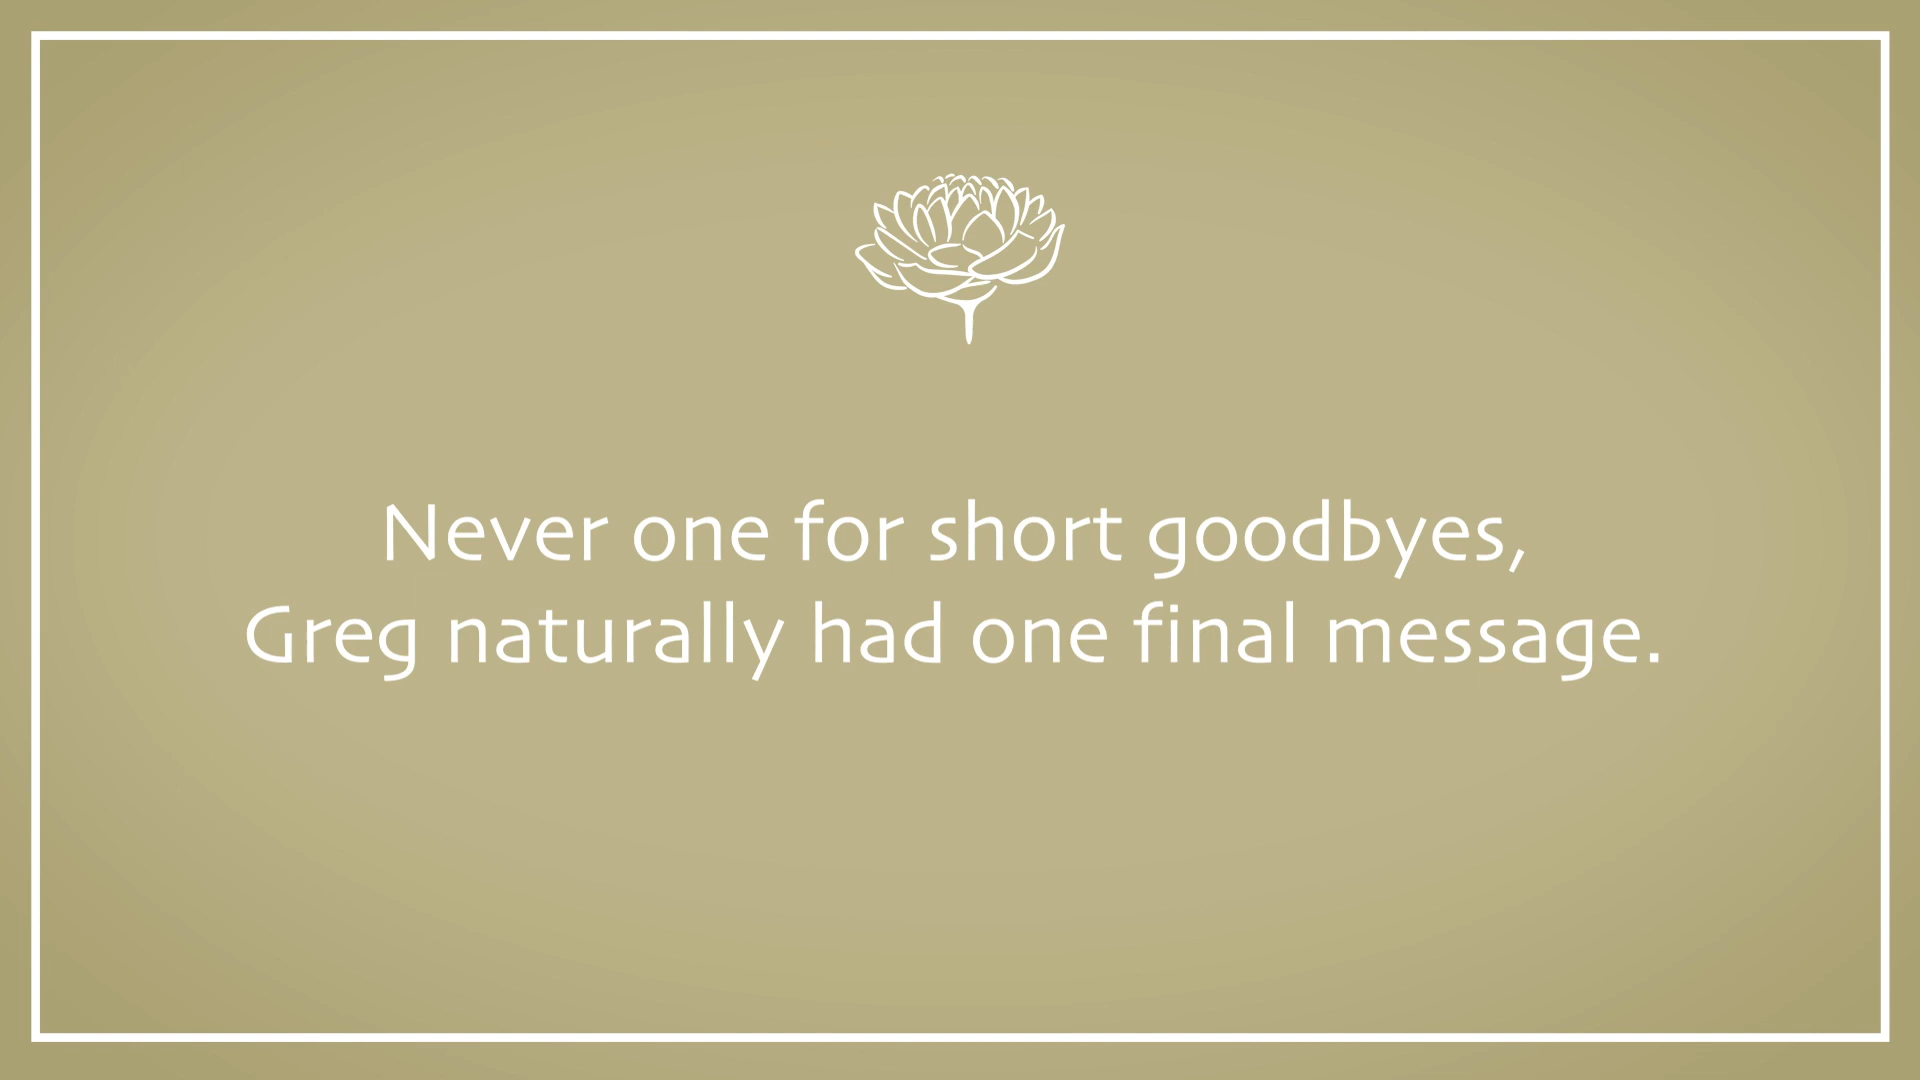 Never one for short goodbyes,
Greg naturally had one final message.